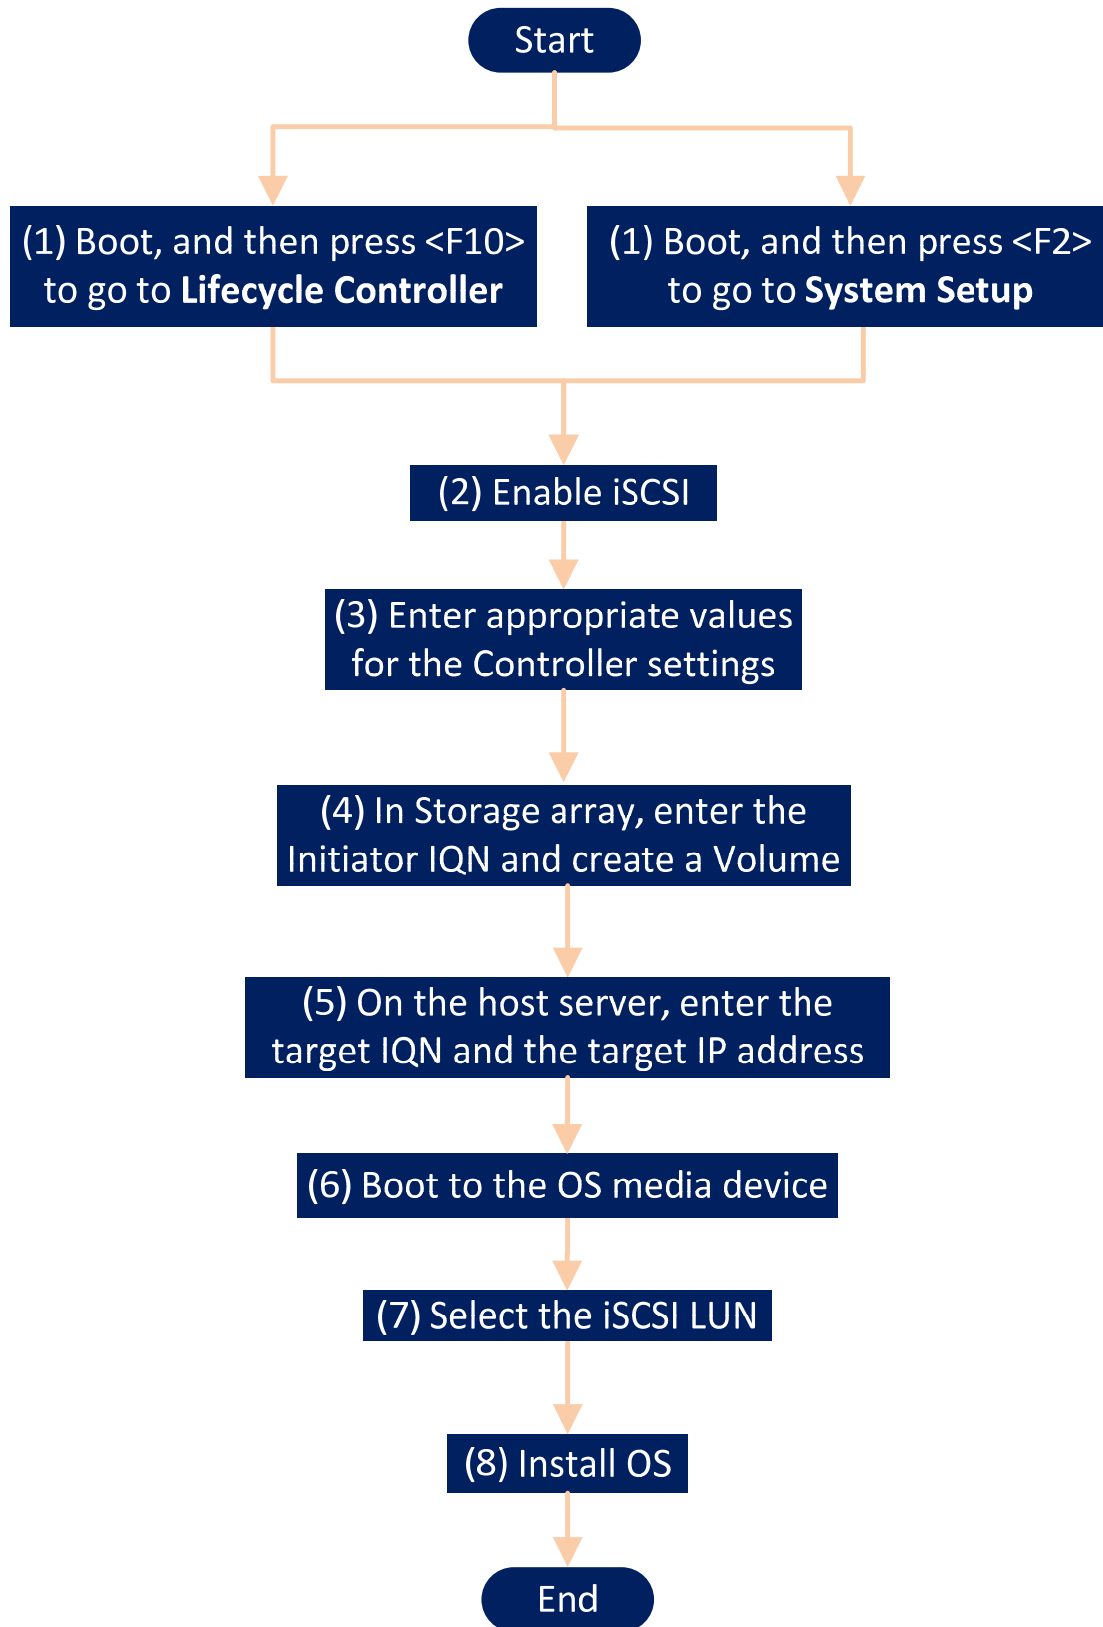 Start
(1) Boot, and then press <F10>
to go to Lifecycle Controller
(1) Boot, and then press <F2>
to go to System Setup
(2) Enable iSCSI
(3) Enter appropriate values
for the Controller settings
(4) In Storage array, enter the
Initiator IQN and create a Volume
(5) On the host server, enter the
target IQN and the target IP address
(6) Boot to the OS media device
(7) Select the iSCSI LUN
(8) Install OS
End